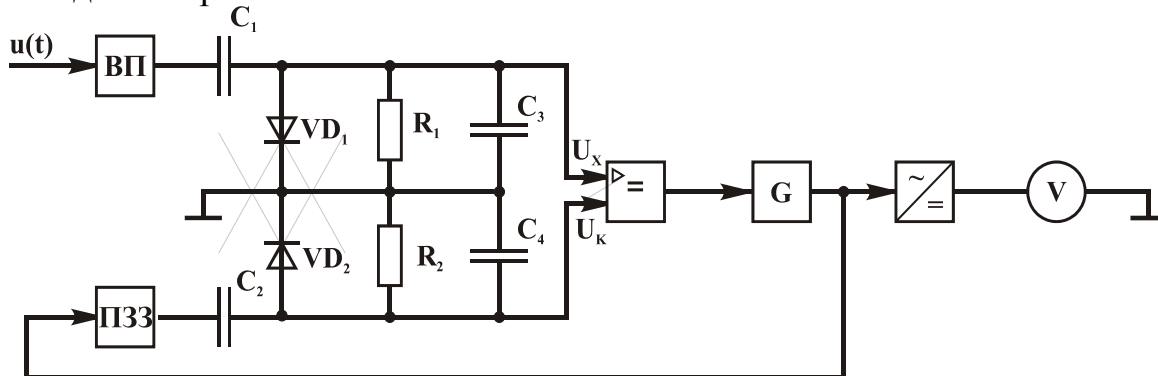 C₁
u(t)
ВП
C₃
VD₁
R₁
Uₓ
▷ =
G
~ =
V
Uₖ
C₄
VD₂
R₂
C₂
ПЗЗ